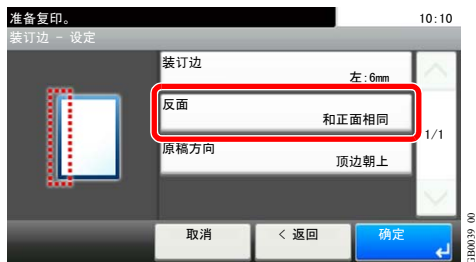 准备复印。 10:10
装订边 - 设定
装订边
左:6mm
反面
和正面相同
1/1
原稿方向
顶边朝上
取消 < 返回 确定
GB0039_00